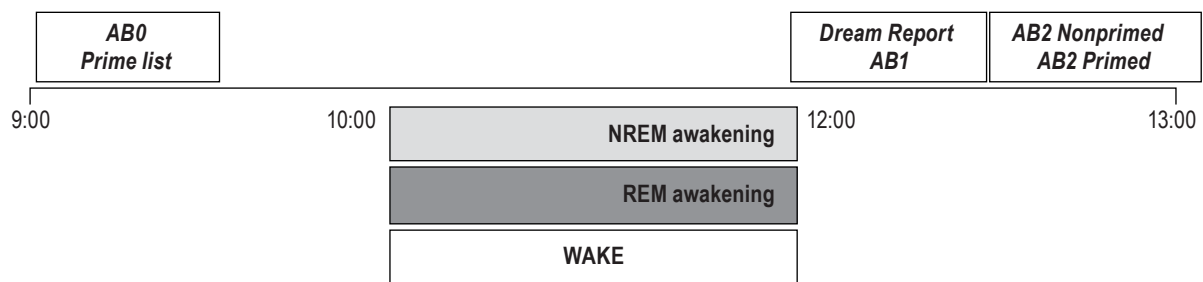 AB0
Prime list
Dream Report
AB1
AB2 Nonprimed
AB2 Primed
9:00
10:00
12:00
13:00
NREM awakening
REM awakening
WAKE